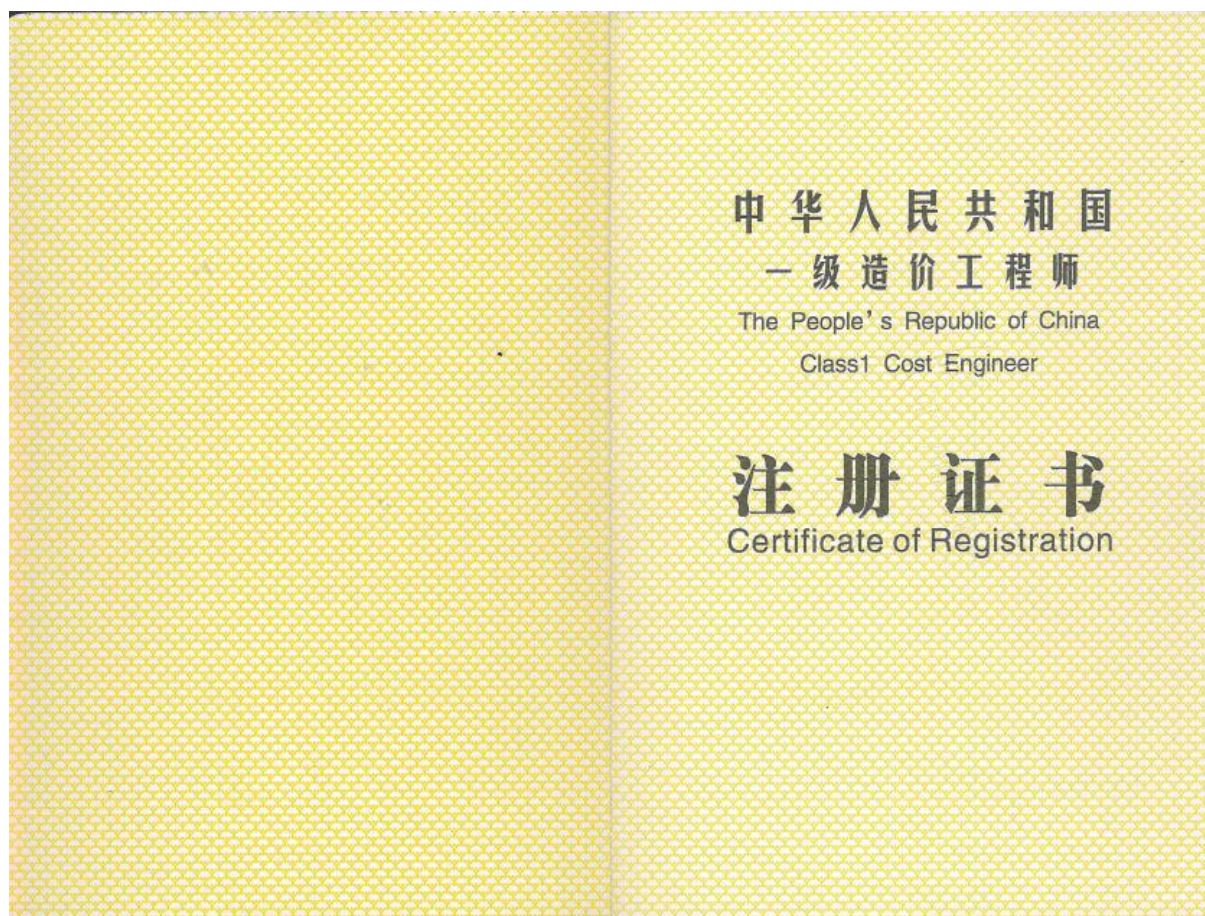 中华人民共和国
一级造价工程师
The People's Republic of China
Class1 Cost Engineer
注册证书
Certificate of Registration